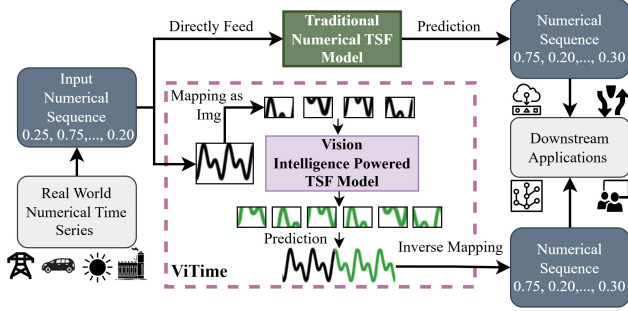 Directly Feed
Traditional
Numerical TSF
Model
Prediction
Numerical
Sequence
0.75, 0.20,..., 0.30
Input
Numerical
Sequence
0.25, 0.75,..., 0.20
Mapping as
Img
Vision
Intelligence Powered
TSF Model
Downstream
Applications
Real World
Numerical Time
Series
Prediction
Inverse Mapping
ViTime
Numerical
Sequence
0.75, 0.20,..., 0.30